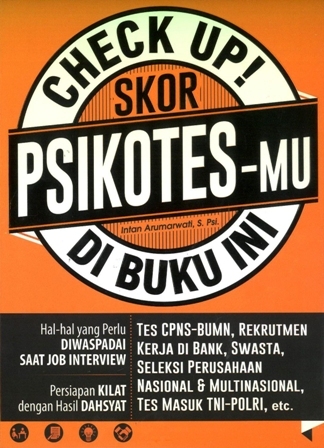 CHECK UP!
SKOR
PSIKOTES-MU
Intan Arumarwati, S. Psi.
DI BUKU INI
Hal-hal yang Perlu
DIWASPADAI
SAAT JOB INTERVIEW
Persiapan KILAT
dengan Hasil DAHSYAT
TES CPNS-BUMN, REKRUTMEN
KERJA DI BANK, SWASTA,
SELEKSI PERUSAHAAN
NASIONAL & MULTINASIONAL,
TES MASUK TNI-POLRI, etc.